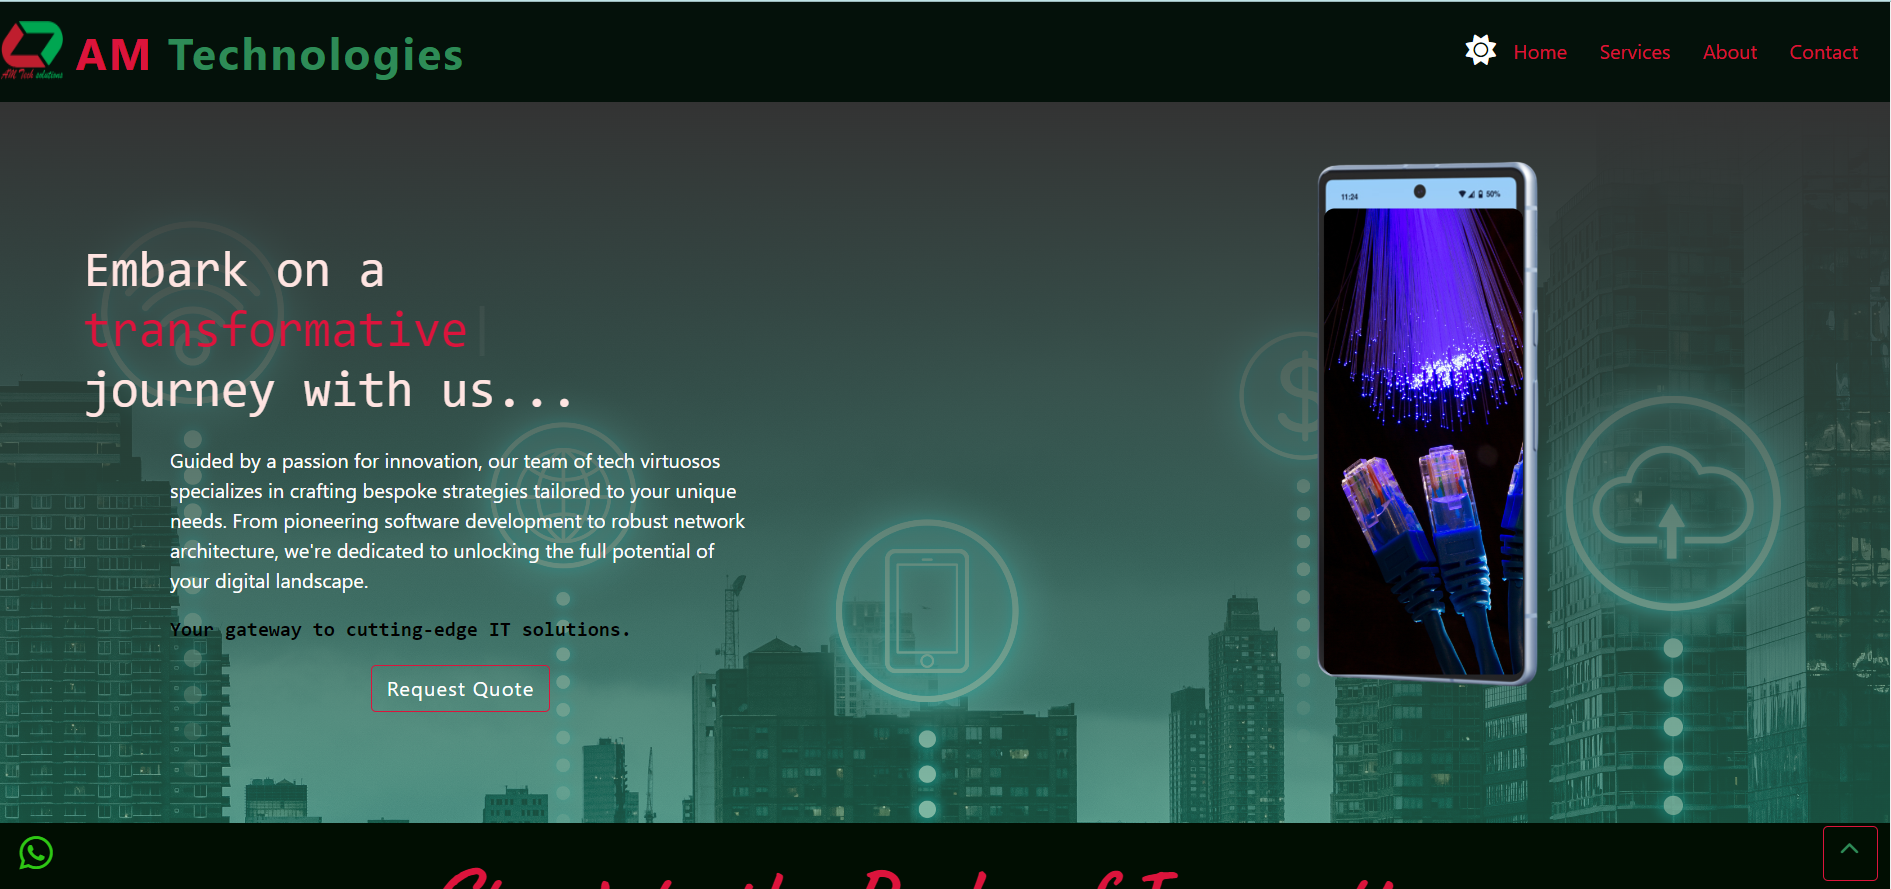 AM Tech solutions
AM Technologies
Home
Services
About
Contact
11:24
50%
Embark on a
transformative
journey with us...
Guided by a passion for innovation, our team of tech virtuosos
specializes in crafting bespoke strategies tailored to your unique
needs. From pioneering software development to robust network
architecture, we're dedicated to unlocking the full potential of
your digital landscape.
Your gateway to cutting-edge IT solutions.
Request Quote